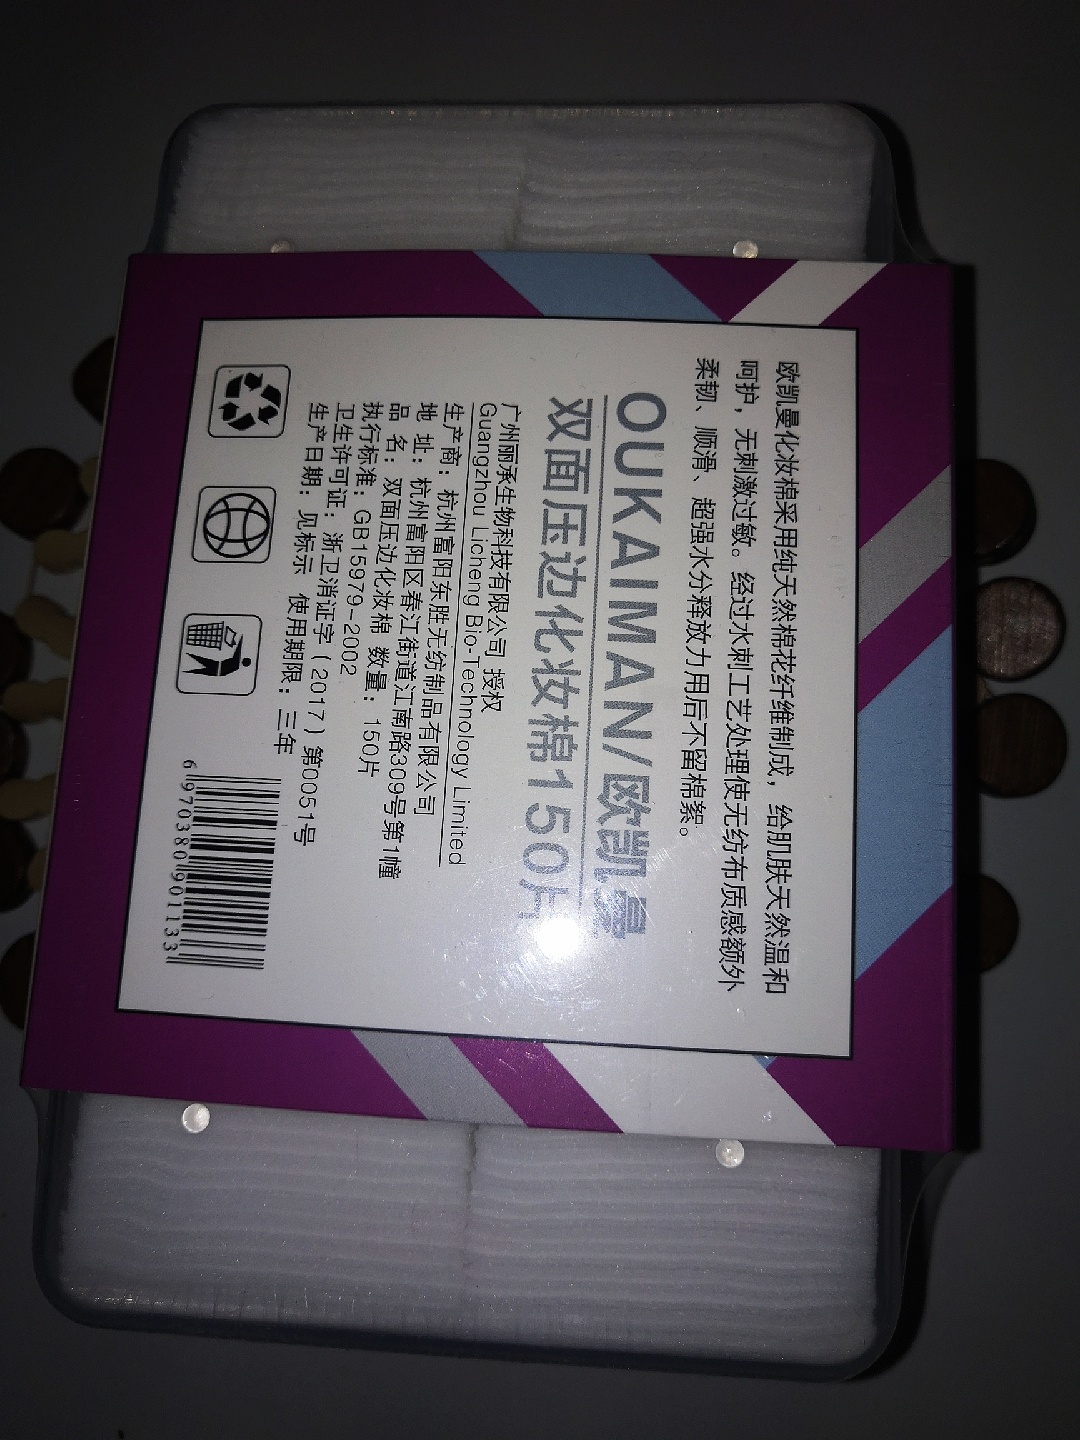 欧凯曼化妆棉采用纯天然棉花纤维制成，给肌肤天然温和
呵护，无刺激过敏。经过水刺工艺处理使无纺布质感额外
柔韧、顺滑、超强水分释放力用后不留棉絮。
OUKAIMAN/欧凯曼
双面压边化妆棉150片
广州丽承生物科技有限公司 授权
Guangzhou Licheng Bio-Technology Limited
生产商：杭州富阳东胜无纺制品有限公司
地 址：杭州富阳区春江街道江南路309号第1幢
品 名：双面压边化妆棉 数量：150片
执行标准：GB15979-2002
卫生许可证：浙卫消证字（2017）第0051号
生产日期：见标示 使用期限：三年
6970380901133